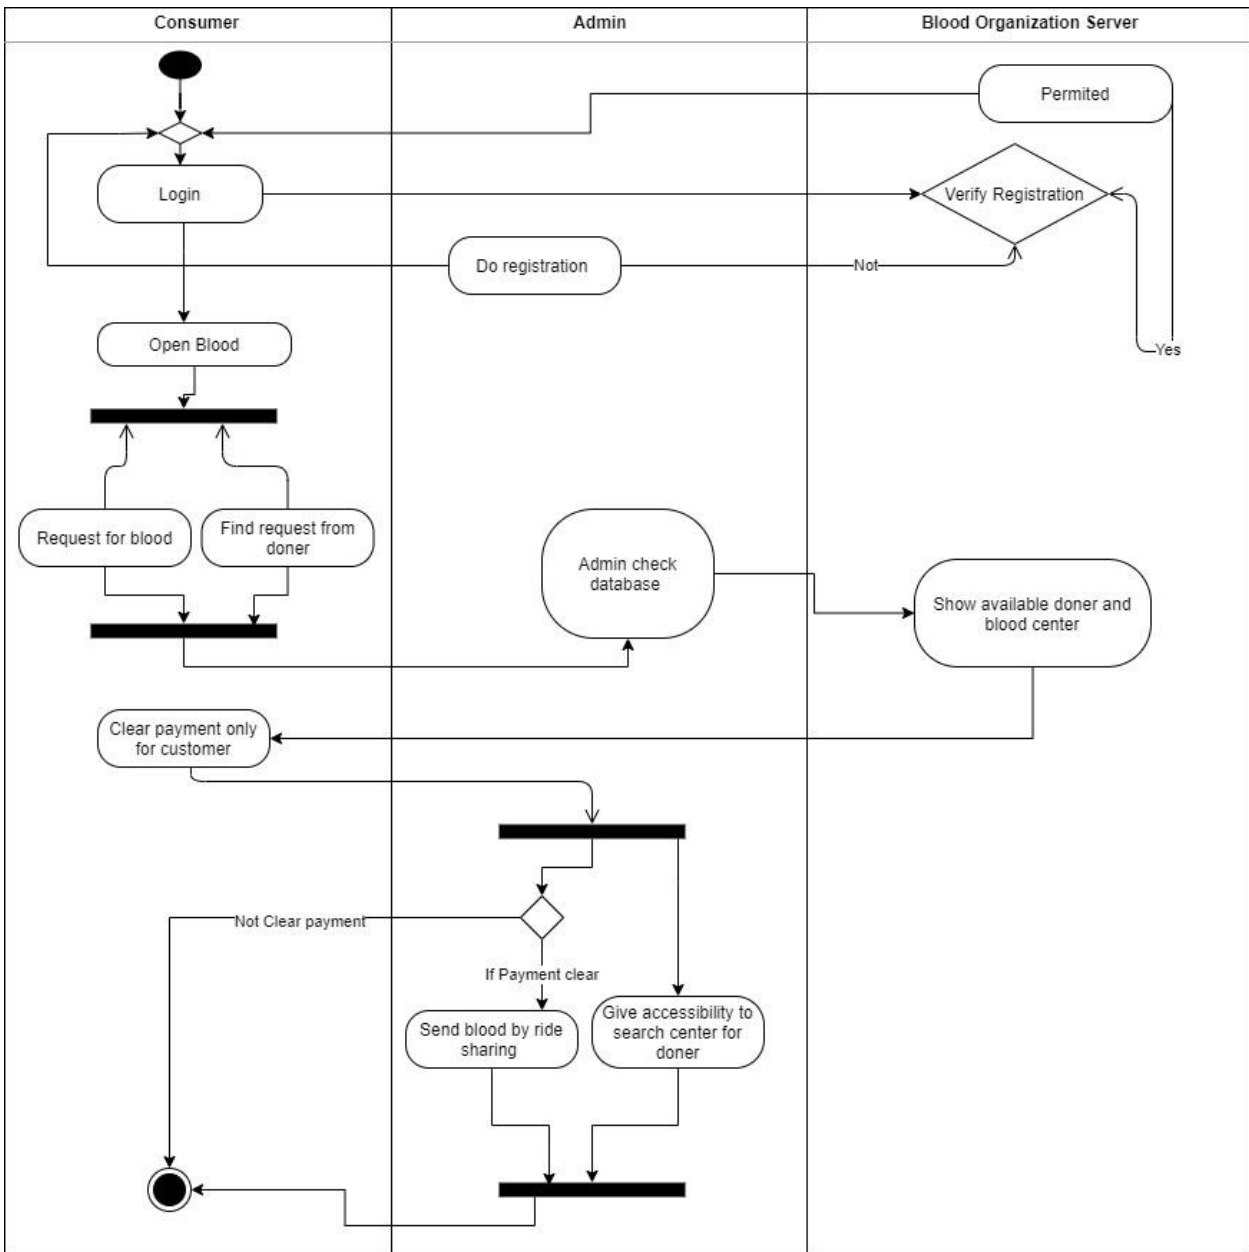 Consumer
Admin
Blood Organization Server
Permited
Login
Verify Registration
Do registration
Not
Open Blood
Yes
Request for blood
Find request from
doner
Admin check
database
Show available doner and
blood center
Clear payment only
for customer
Not Clear payment
If Payment clear
Send blood by ride
sharing
Give accessibility to
search center for
doner